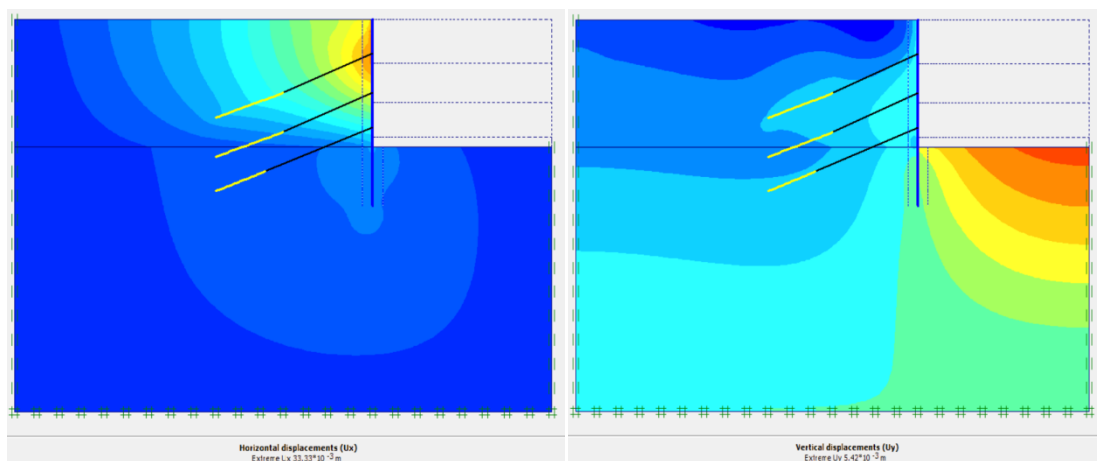 Horizontal displacements (Ux)
Extreme Ux 33.33*10 -3 m
Vertical displacements (Uy)
Extreme Uy 5.42*10 -3 m